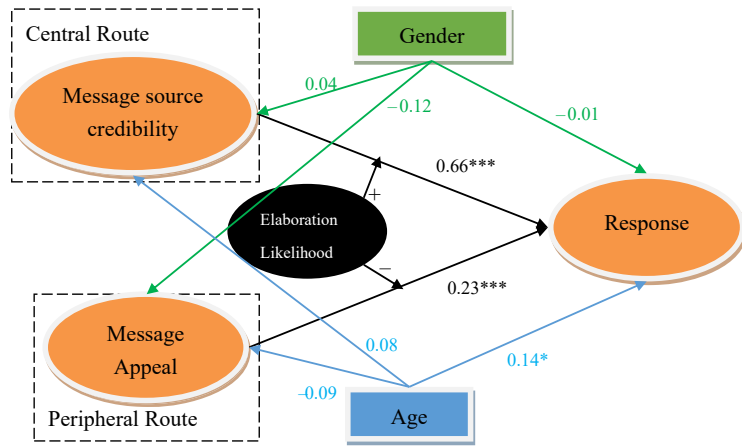 Central Route
Gender
Message source
credibility
0.04
−0.12
−0.01
0.66***
+
Elaboration
Likelihood
Response
−
0.23***
Message
Appeal
0.08
0.14*
−0.09
Peripheral Route
Age